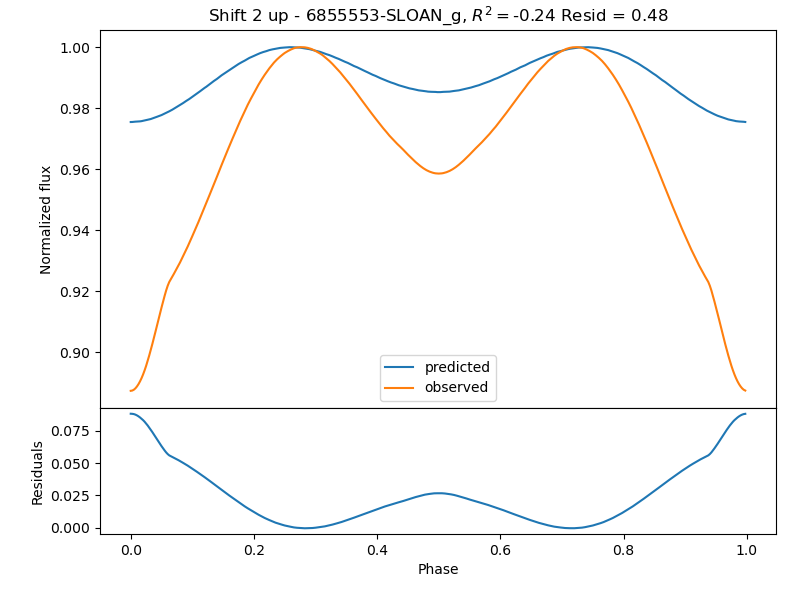 Shift 2 up - 6855553-SLOAN_g, R² = -0.24 Resid = 0.48
1.00
0.98
0.96
0.94
0.92
0.90
Normalized flux
predicted
observed
0.075
0.050
0.025
0.000
Residuals
0.0 0.2 0.4 0.6 0.8 1.0
Phase